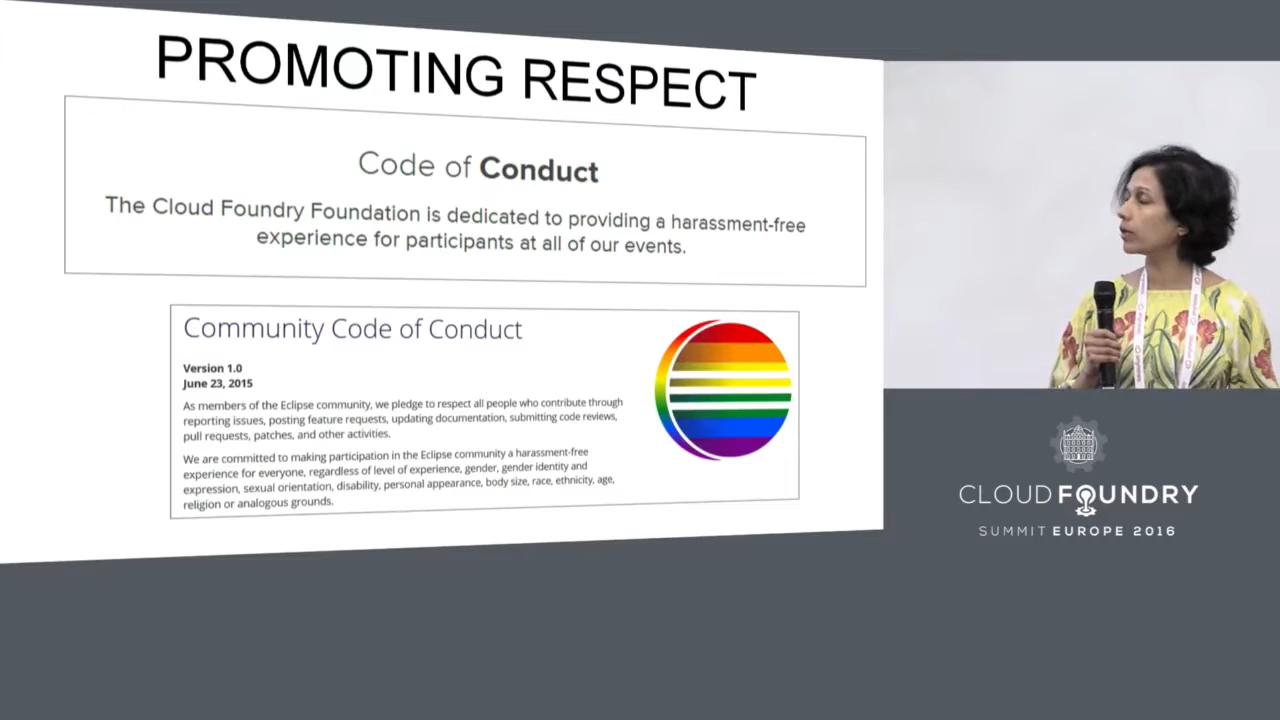 PROMOTING RESPECT
Code of Conduct
The Cloud Foundry Foundation is dedicated to providing a harassment-free
experience for participants at all of our events.
Community Code of Conduct
Version 1.0
June 23, 2015
As members of the Eclipse community, we pledge to respect all people who contribute through
reporting issues, posting feature requests, updating documentation, submitting code reviews,
pull requests, patches, and other activities.
We are committed to making participation in the Eclipse community a harassment-free
experience for everyone, regardless of level of experience, gender, gender identity and
expression, sexual orientation, disability, personal appearance, body size, race, ethnicity, age,
religion or analogous grounds.
CLOUD FOUNDRY
SUMMIT EUROPE 2016